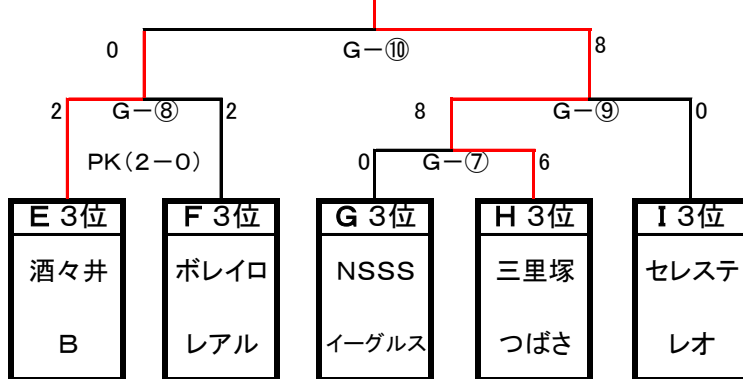 0 G−⑩ 8
2 G−⑧ 2 8 G−⑨ 0
PK(2−0) 0 G−⑦ 6
E 3位 F 3位 G 3位 H 3位 I 3位
酒々井 ボレイロ NSSS 三里塚 セレステ
B レアル イーグルス つばさ レオ